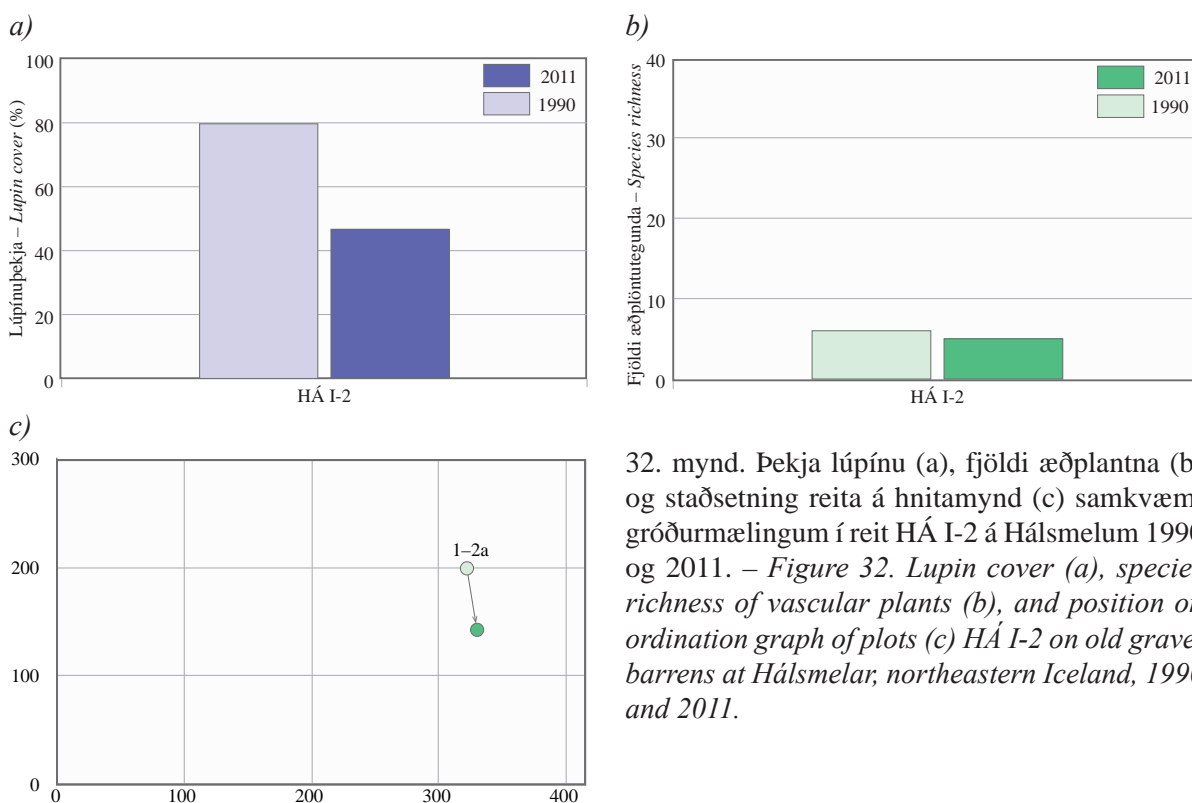 a)
100
80
60
40
20
0
Lúpínuþekja – Lupin cover (%)
2011
1990
HÁ I-2
b)
40
30
20
10
0
Fjöldi æðplöntutegunda – Species richness
2011
1990
HÁ I-2
c)
300
200
100
0
1–2a
0 100 200 300 400
32. mynd. Þekja lúpínu (a), fjöldi æðplantna (b)
og staðsetning reita á hnitamynd (c) samkvæm
gróðurmælingum í reit HÁ I-2 á Hálsmelum 1990
og 2011. – Figure 32. Lupin cover (a), specie
richness of vascular plants (b), and position on
ordination graph of plots (c) HÁ I-2 on old grave
barrens at Hálsmelar, northeastern Iceland, 1990
and 2011.